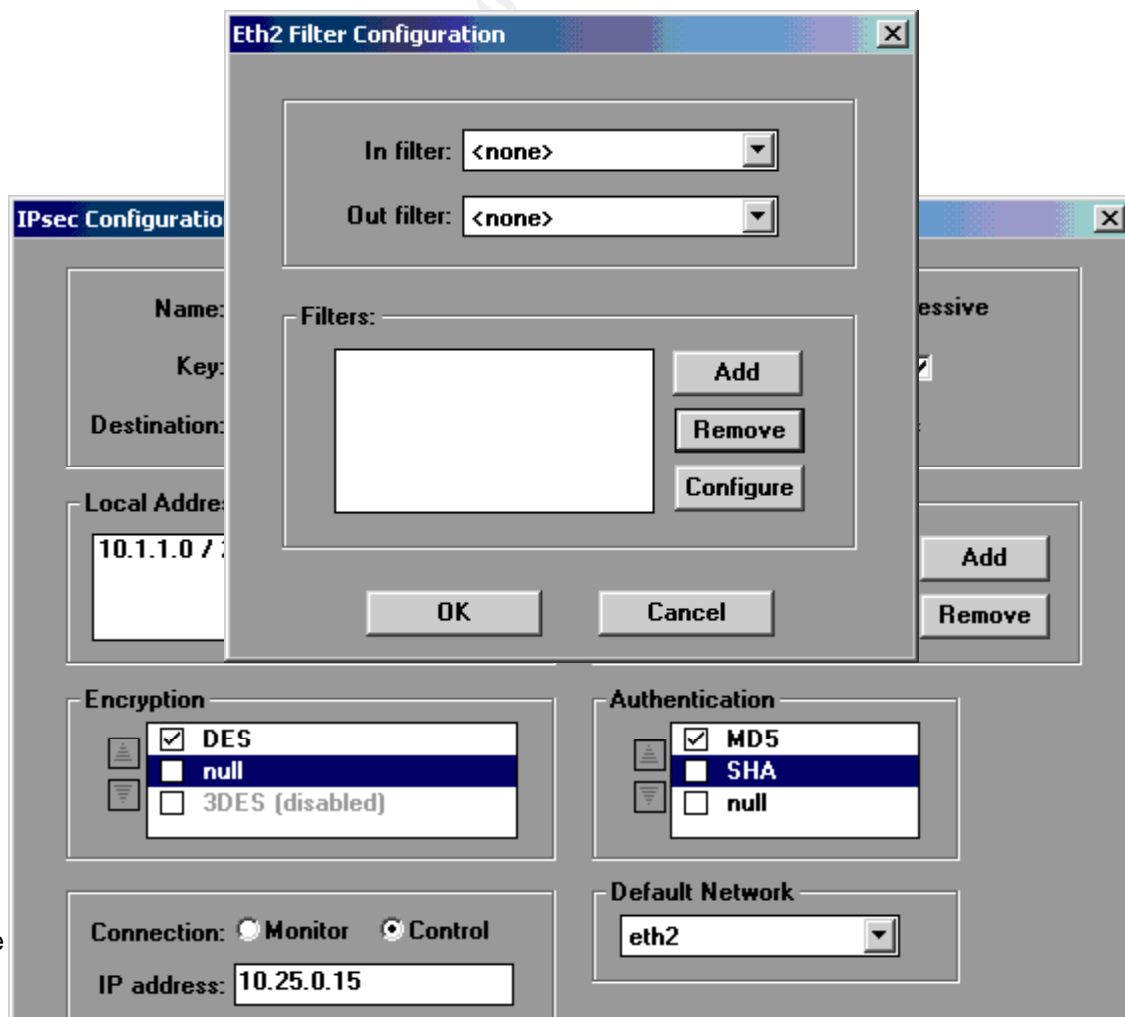 Eth2 Filter Configuration
In filter: <none>
Out filter: <none>
Filters:
Add
Remove
Configure
OK
Cancel
IPsec Configuratio
Name:
Key:
Destination:
essive
Local Addre
10.1.1.0 /
Add
Remove
Encryption
DES
null
3DES (disabled)
Authentication
MD5
SHA
null
Connection: Monitor Control
IP address: 10.25.0.15
Default Network
eth2
e